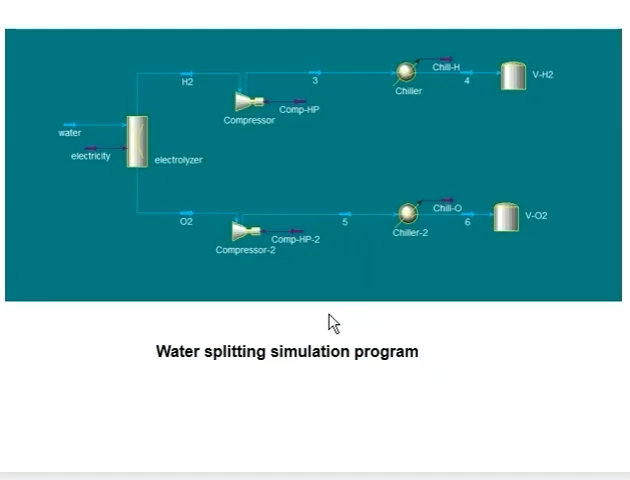 Chill-H
V-H2
H2
3
4
Chiller
Comp-HP
Compressor
water
electricity
electrolyzer
Chill-O
V-O2
O2
5
6
Chiller-2
Comp-HP-2
Compressor-2
Water splitting simulation program